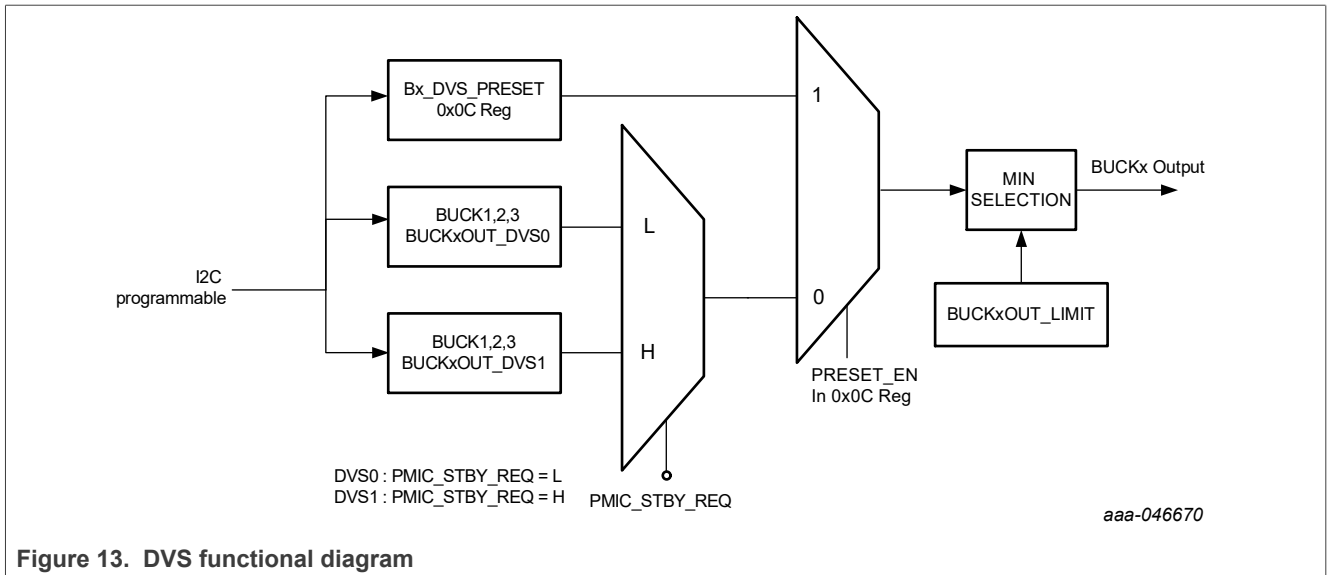 Bx_DVS_PRESET
0x0C Reg
1
BUCK1,2,3
BUCKxOUT_DVS0
L
MIN
SELECTION
BUCKx Output
I2C
programmable
0
BUCKxOUT_LIMIT
BUCK1,2,3
BUCKxOUT_DVS1
H
PRESET_EN
In 0x0C Reg
DVS0 : PMIC_STBY_REQ = L
DVS1 : PMIC_STBY_REQ = H
PMIC_STBY_REQ
aaa-046670
Figure 13. DVS functional diagram